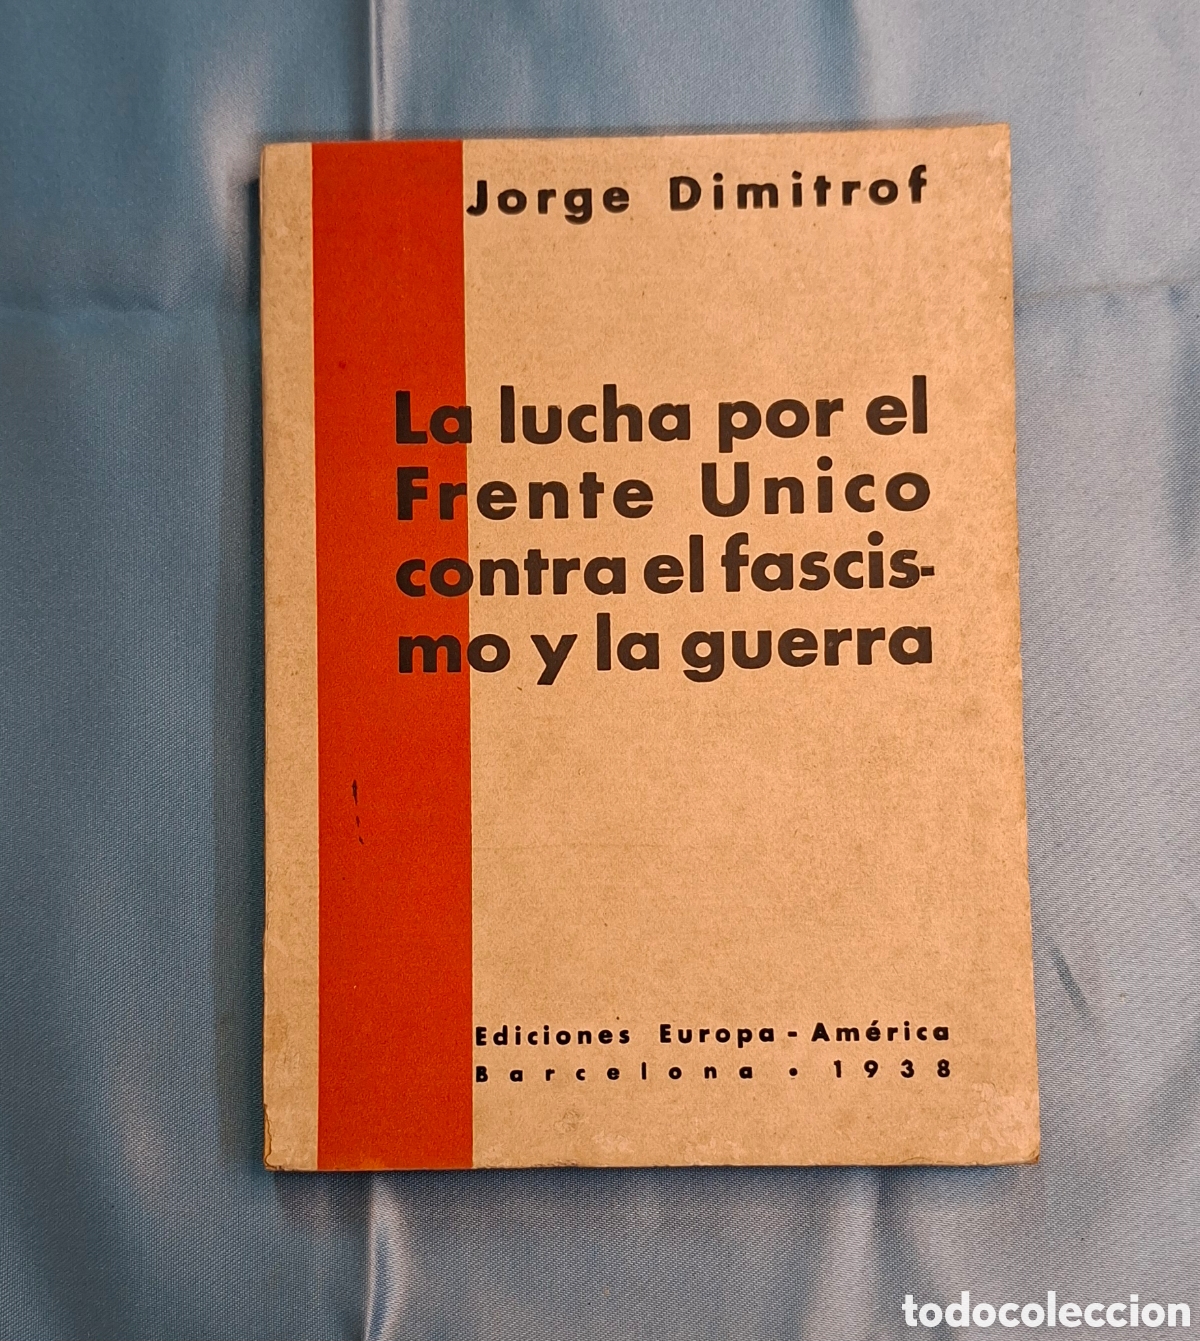 Jorge Dimitrof
La lucha por el
Frente Unico
contra el fascis-
mo y la guerra
Ediciones Europa - América
Barcelona • 1938
todocoleccion